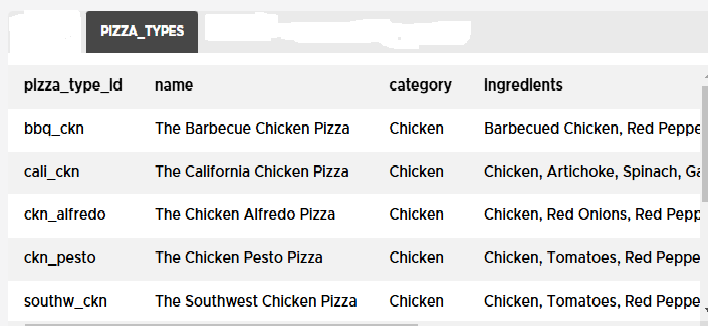 PIZZA_TYPES
pizza_type_id name category ingredients
bbq_ckn The Barbecue Chicken Pizza Chicken Barbecued Chicken, Red Peppe
cali_ckn The California Chicken Pizza Chicken Chicken, Artichoke, Spinach, Ga
ckn_alfredo The Chicken Alfredo Pizza Chicken Chicken, Red Onions, Red Pepp
ckn_pesto The Chicken Pesto Pizza Chicken Chicken, Tomatoes, Red Peppe
southw_ckn The Southwest Chicken Pizza Chicken Chicken, Tomatoes, Red Peppe